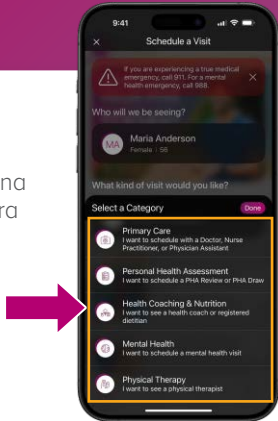 9:41
Schedule a Visit
If you are experiencing a true medical
emergency, call 911. For a mental
health emergency, call 988.
Who will we be seeing?
MA
Maria Anderson
Female | 56
na
ra
What kind of visit would you like?
Select a Category
Done
Primary Care
I want to schedule with a Doctor, Nurse
Practitioner, or Physician Assistant
Personal Health Assessment
I want to schedule a PHA Review or PHA Draw
Health Coaching & Nutrition
I want to see a health coach or registered
dietitian
Mental Health
I want to schedule a mental health visit
Physical Therapy
I want to see a physical therapist